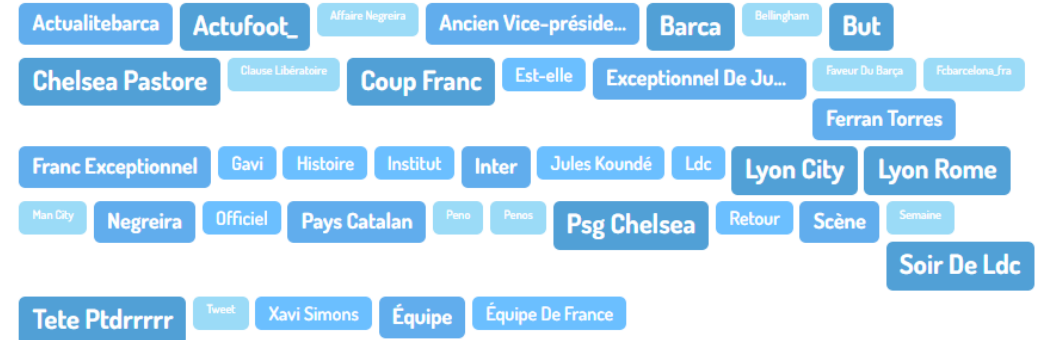 Actualitebarca Actufoot_ Affaire Negreira Ancien Vice-préside... Barca Bellingham But
Chelsea Pastore Clause Libératoire Coup Franc Est-elle Exceptionnel De Ju... Faveur Du Barça Fcbarcelona_fra
Ferran Torres
Franc Exceptionnel Gavi Histoire Institut Inter Jules Koundé Ldc Lyon City Lyon Rome
Man City Negreira Officiel Pays Catalan Peno Penos Psg Chelsea Retour Scène Semaine
Soir De Ldc
Tete Ptdrrrrr Tweet Xavi Simons Équipe Équipe De France